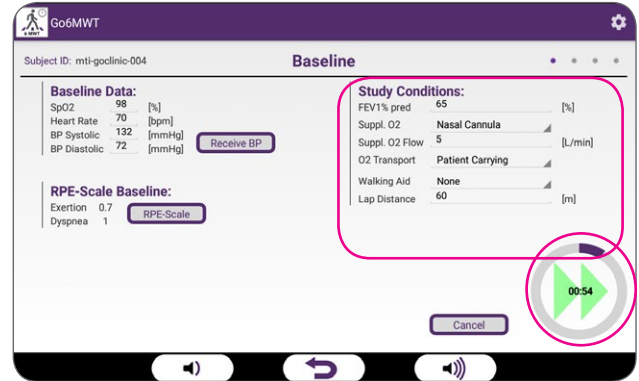 6 MWT
Go6MWT
Subject ID: mti-goclinic-004
Baseline
Baseline Data:
SpO2 98 [%]
Heart Rate 70 [bpm]
BP Systolic 132 [mmHg]
BP Diastolic 72 [mmHg]
Receive BP
RPE-Scale Baseline:
Exertion 0.7
Dyspnea 1
RPE-Scale
Study Conditions:
FEV1% pred 65 [%]
Suppl. O2 Nasal Cannula
Suppl. O2 Flow 5 [L/min]
O2 Transport Patient Carrying
Walking Aid None
Lap Distance 60 [m]
00:54
Cancel